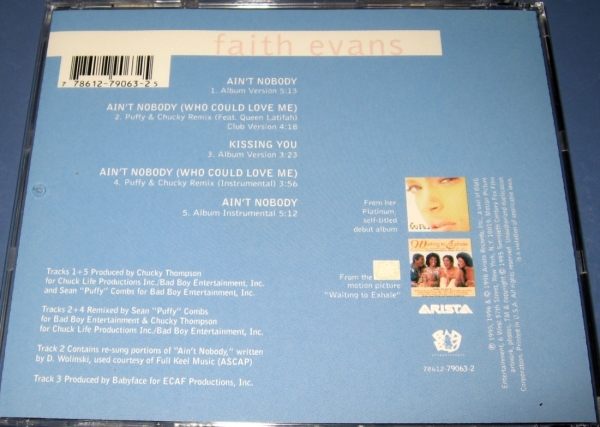 faith evans
7 78612-79063-2 5
AIN'T NOBODY
1. Album Version 5:13
AIN'T NOBODY (WHO COULD LOVE ME)
2. Puffy & Chucky Remix (Feat. Queen Latifah)
Club Version 4:18
KISSING YOU
3. Album Version 3:23
AIN'T NOBODY (WHO COULD LOVE ME)
4. Puffy & Chucky Remix (Instrumental) 3:56
AIN'T NOBODY
5. Album Instrumental 5:12
From her
Platinum,
self-titled
debut album
From the
motion picture
"Waiting to Exhale"
Waiting to Exhale
ARISTA
78612-79063-2
Tracks 1+5 Produced by Chucky Thompson
for Chuck Life Productions Inc./Bad Boy Entertainment, Inc.
and Sean "Puffy" Combs for Bad Boy Entertainment, Inc.
Tracks 2+4 Remixed by Sean "Puffy" Combs
for Bad Boy Entertainment & Chucky Thompson
for Chuck Life Productions Inc./Bad Boy Entertainment, Inc.
Track 2 Contains re-sung portions of "Ain't Nobody," written
by D. Wolinski, used courtesy of Full Keel Music (ASCAP)
Track 3 Produced by Babyface for ECAF Productions, Inc.